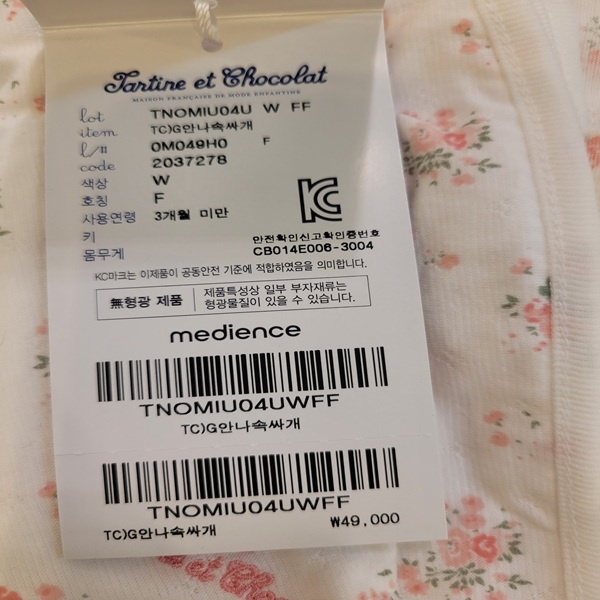 Tartine et Chocolat
MAISON FRANÇAISE DE MODE ENFANTINE
lot TNOMIU04U W FF
item TC)G안나속싸개
l/# 0M049H0 F
code 2037278
색상 W
호칭 F
사용연령 3개월 미만
키
몸무게
안전확인신고확인증번호
CB014E006-3004
KC마크는 이제품이 공통안전 기준에 적합하였음을 의미합니다.
無형광 제품 제품특성상 일부 부자재류는
형광물질이 있을 수 있습니다.
medience
TNOMIU04UWFF
TC)G안나속싸개
TNOMIU04UWFF
TC)G안나속싸개 ₩49,000